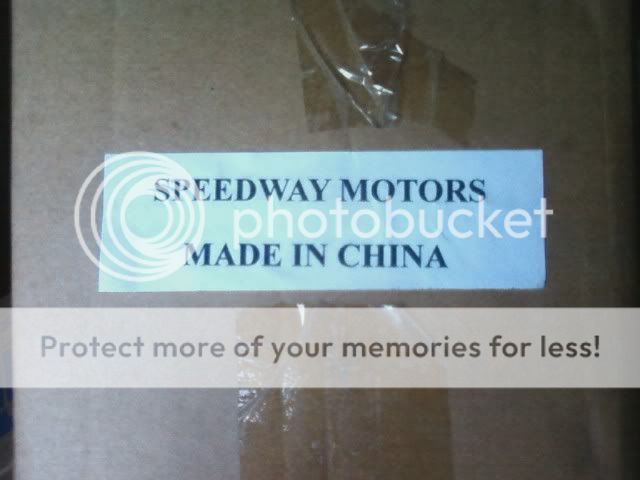 SPEEDWAY MOTORS
photobucket
MADE IN CHINA
Protect more of your memories for less!